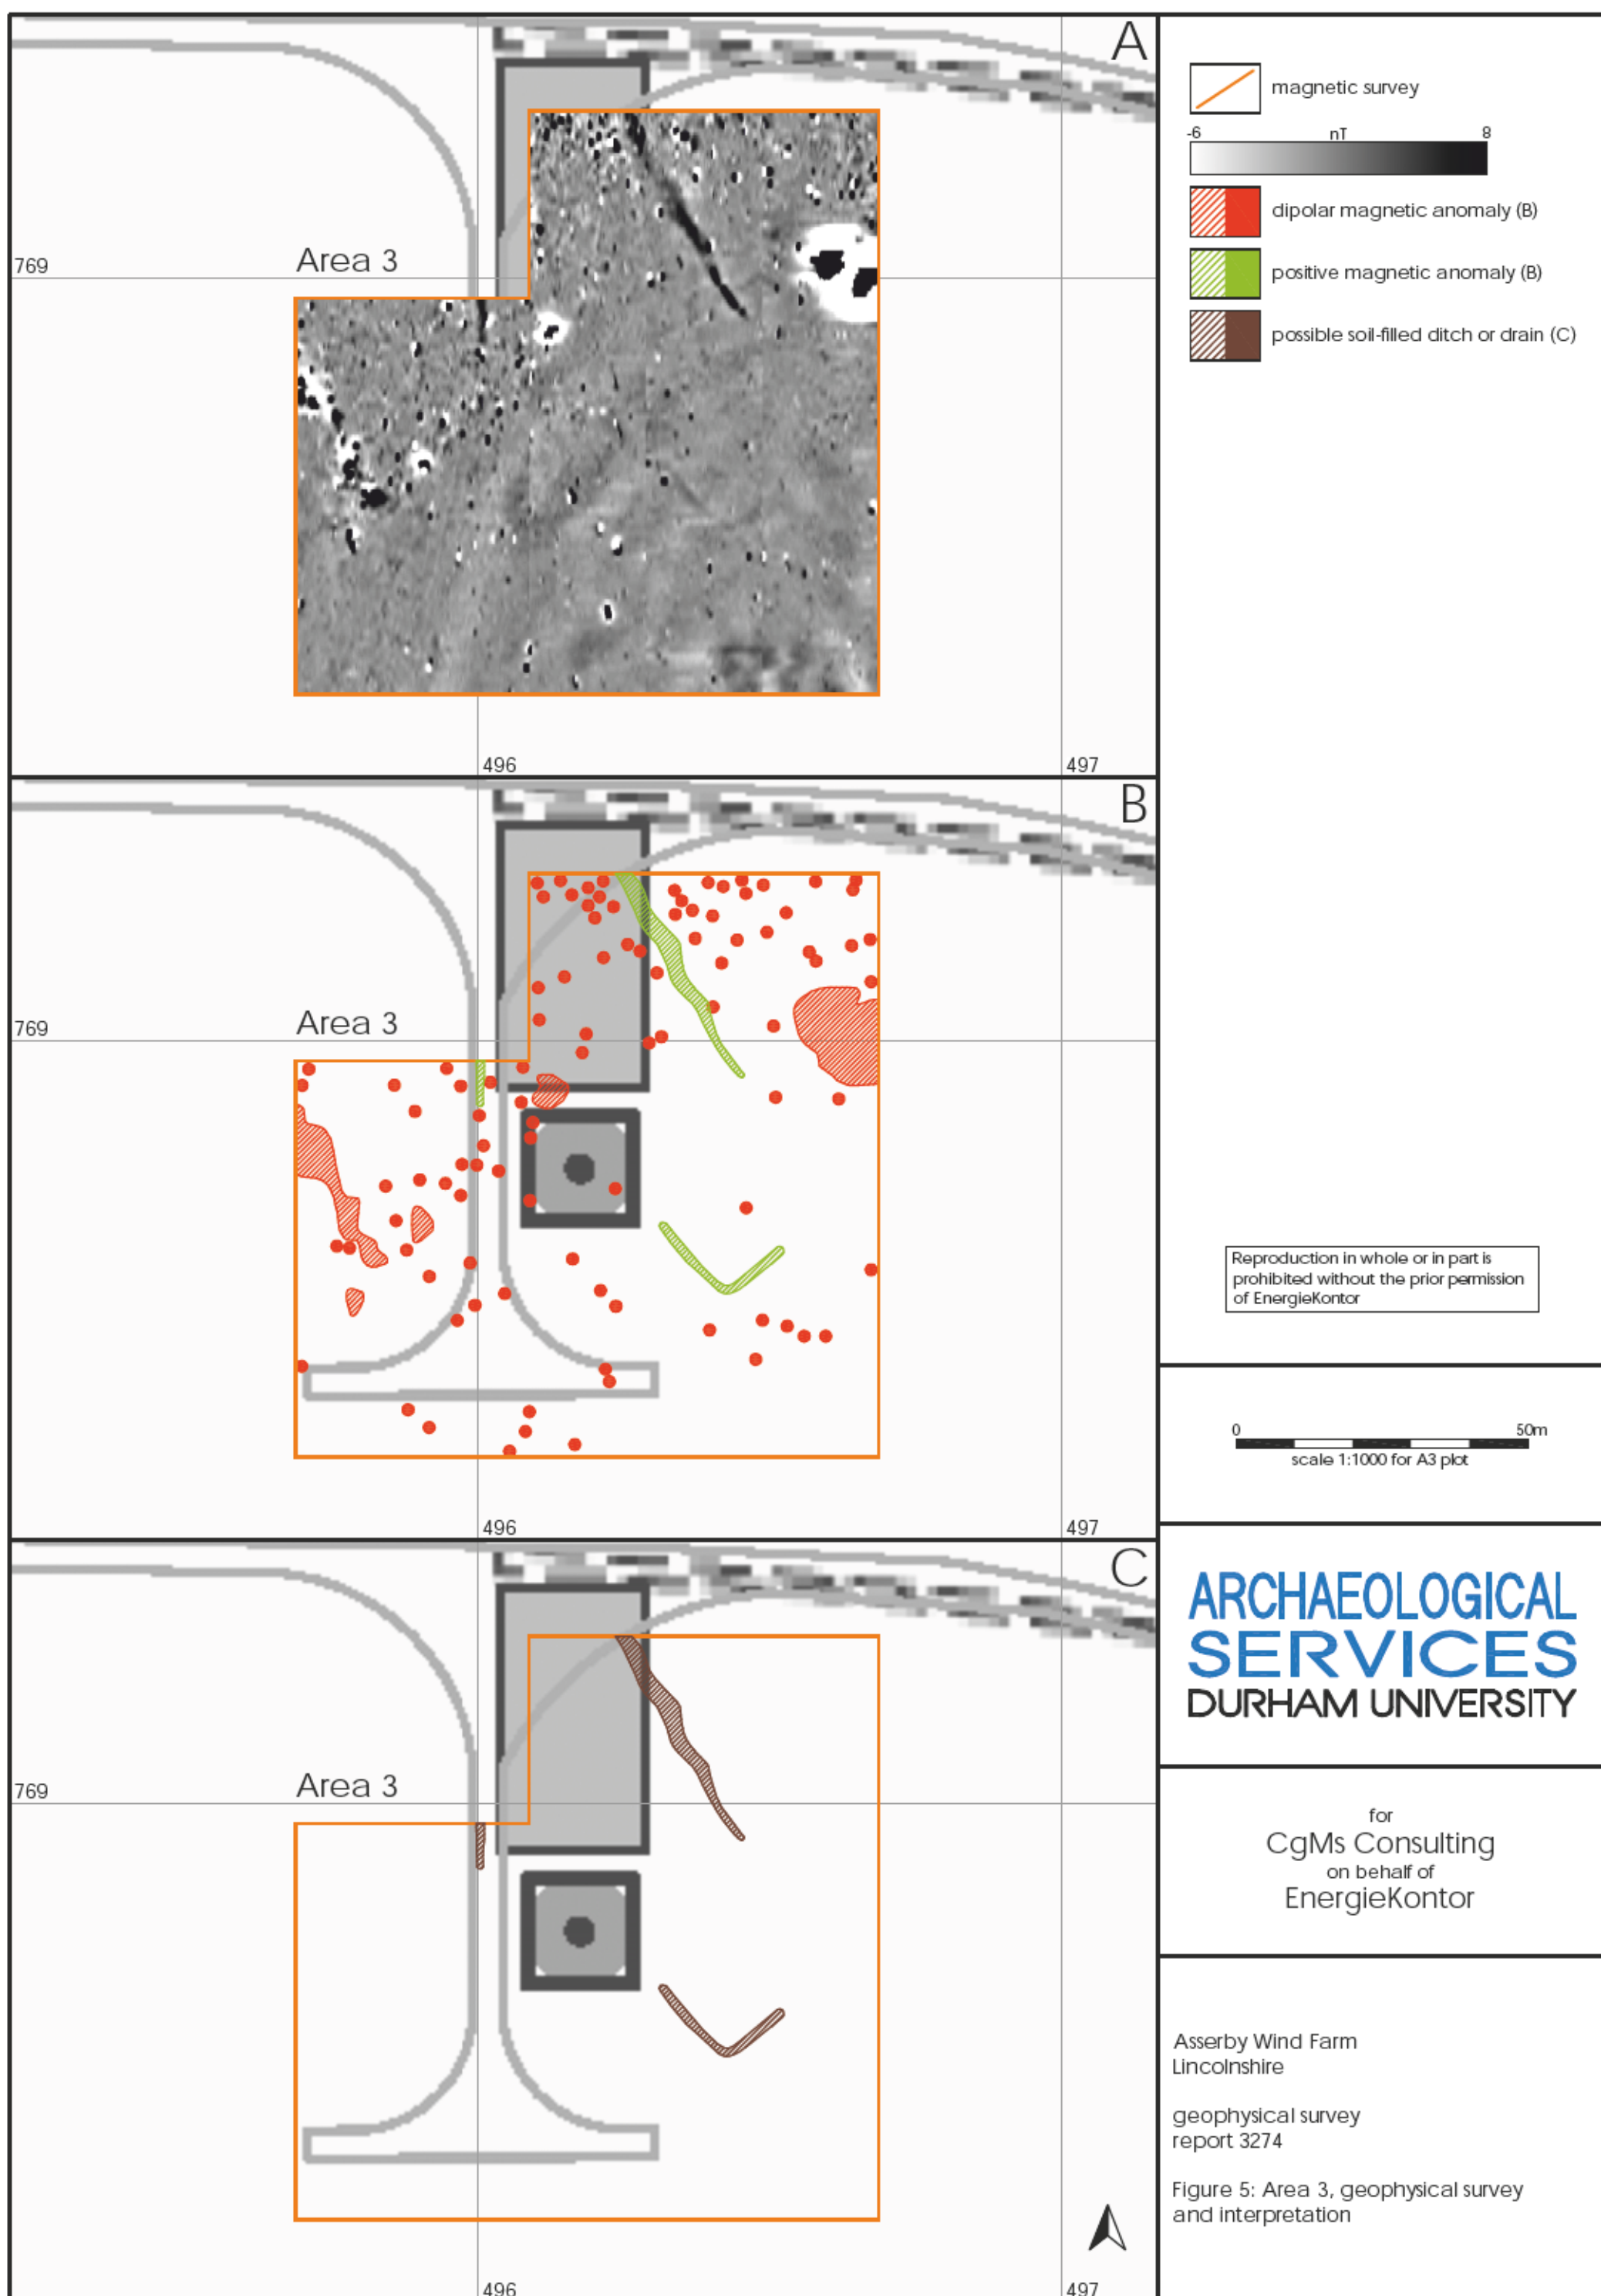 A
Area 3
769
496
497
B
Area 3
769
496
497
C
Area 3
769
496
497
magnetic survey
-6 nT 8
dipolar magnetic anomaly (B)
positive magnetic anomaly (B)
possible soil-filled ditch or drain (C)
Reproduction in whole or in part is
prohibited without the prior permission
of EnergieKontor
0 50m
scale 1:1000 for A3 plot
ARCHAEOLOGICAL
SERVICES
DURHAM UNIVERSITY
for
CgMs Consulting
on behalf of
EnergieKontor
Asserby Wind Farm
Lincolnshire
geophysical survey
report 3274
Figure 5: Area 3, geophysical survey
and interpretation